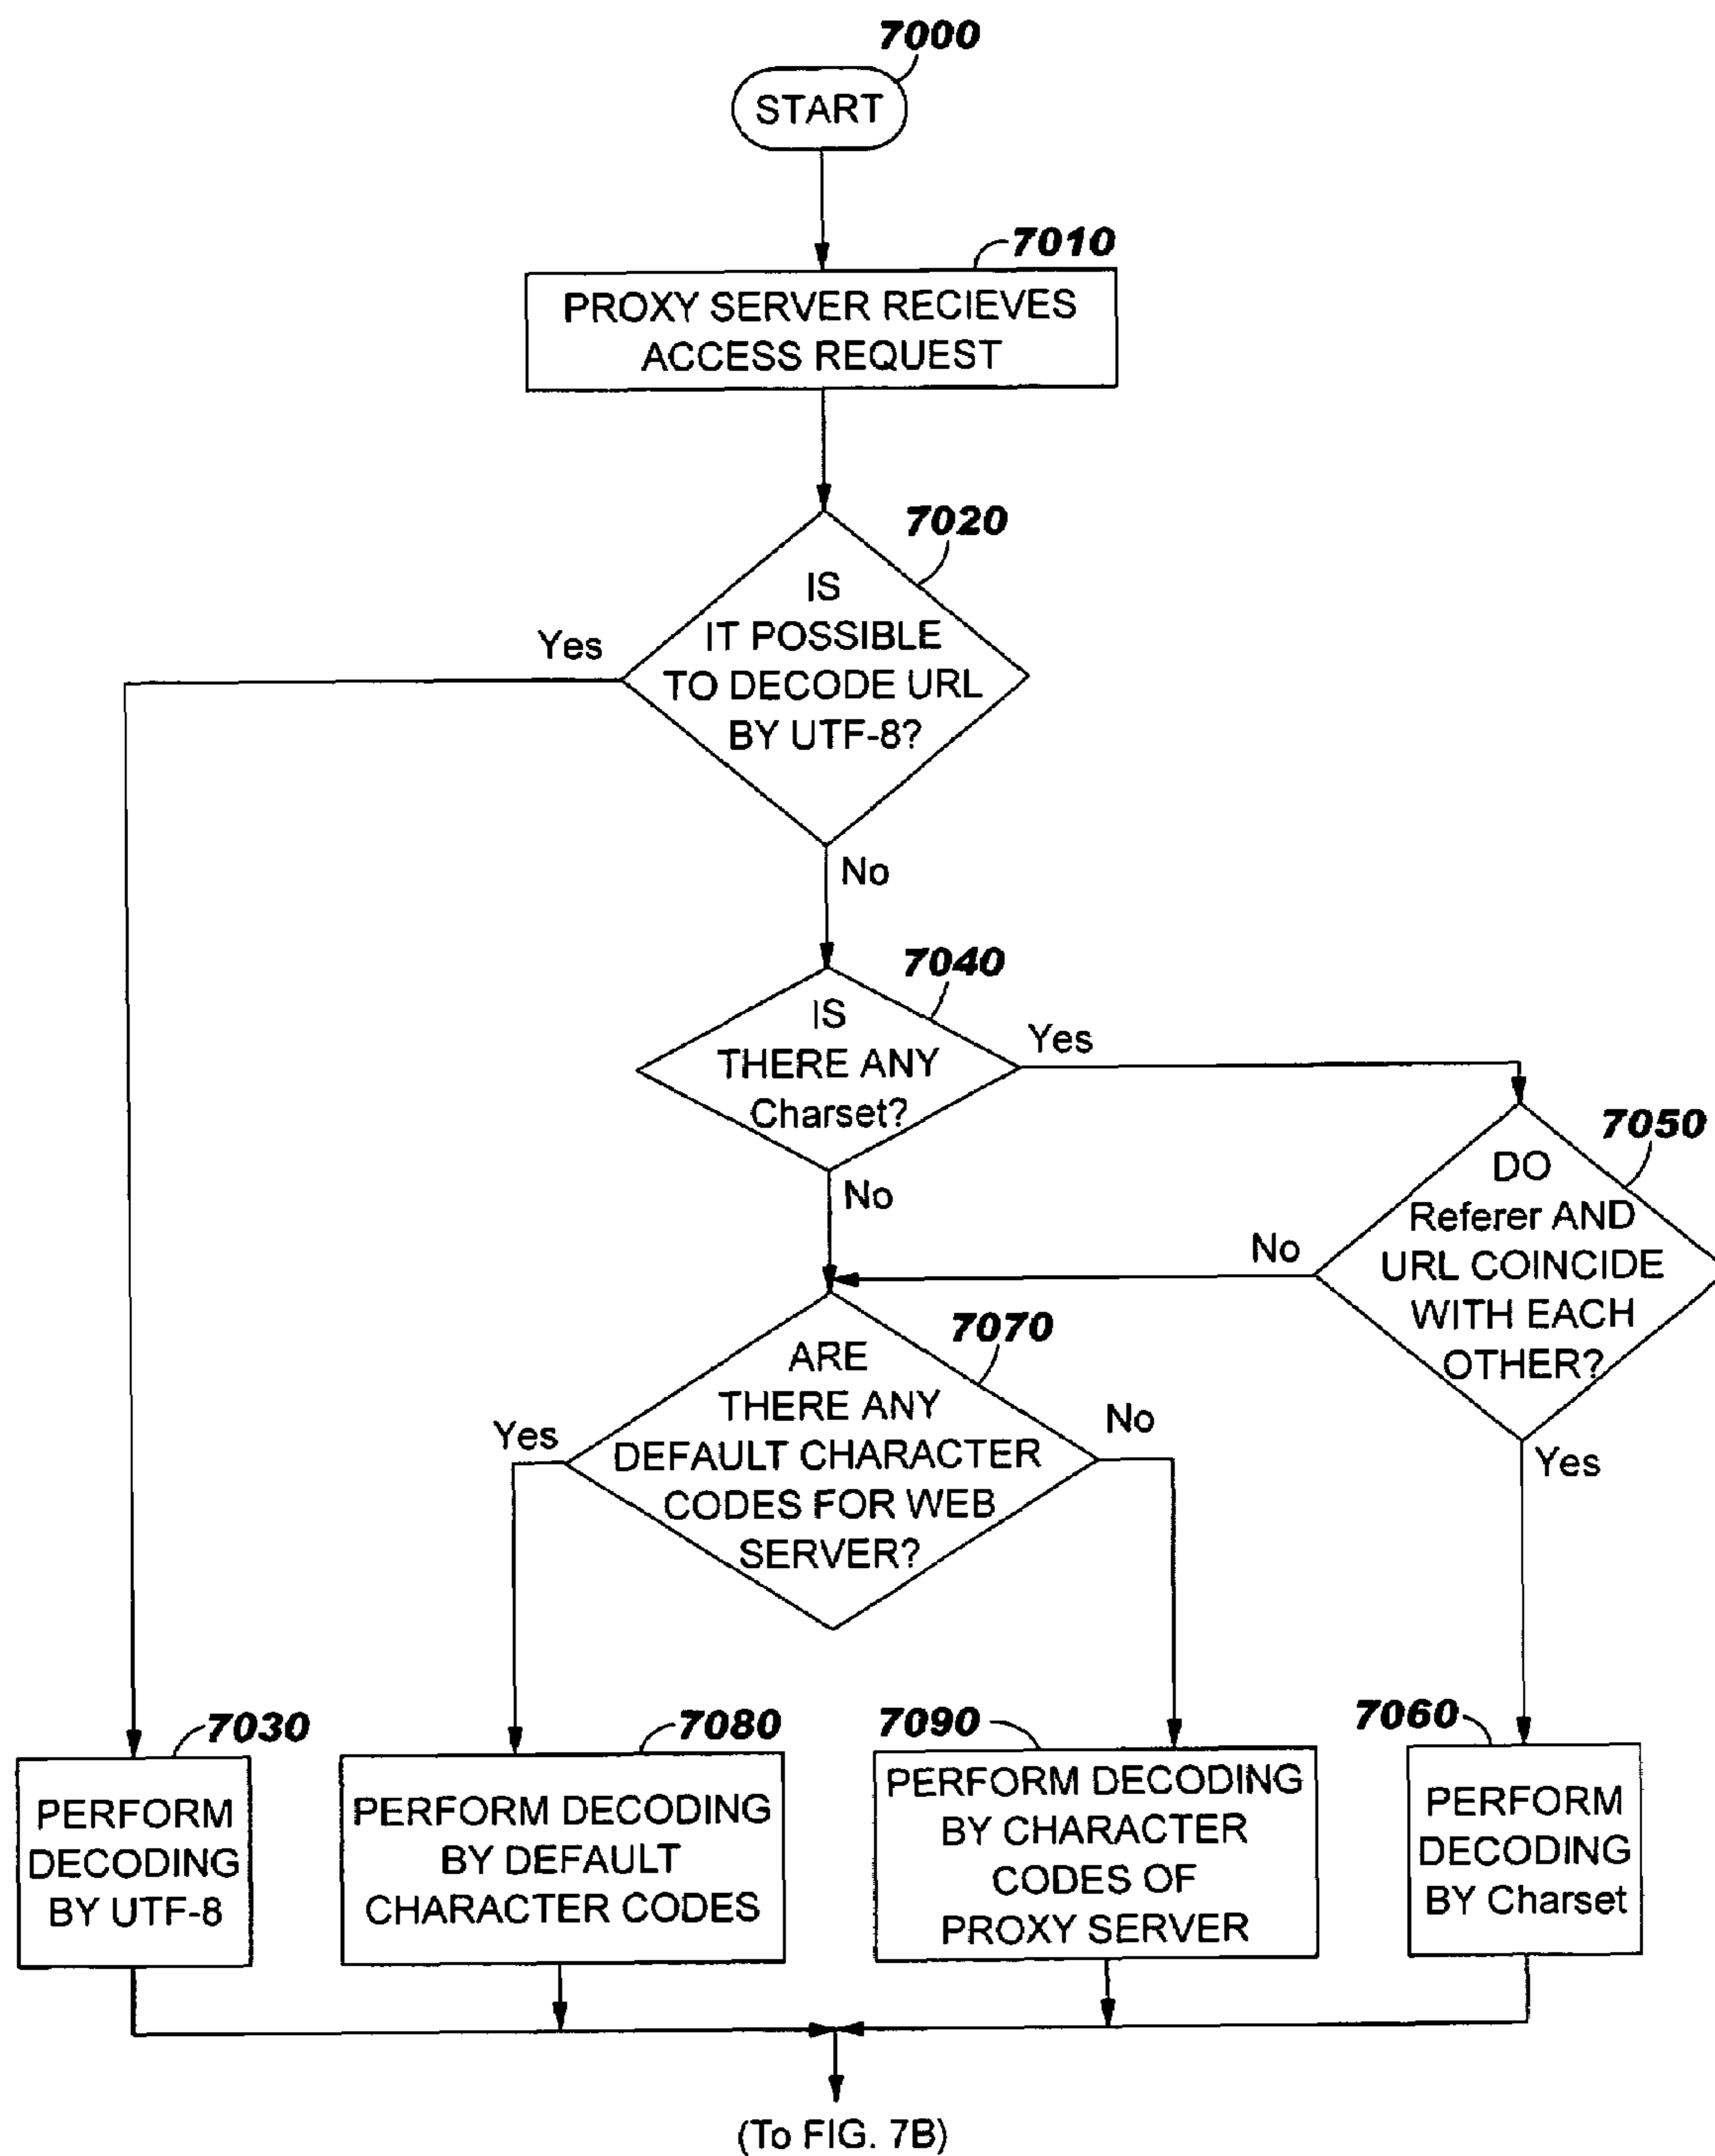 7000
START
7010
PROXY SERVER RECIEVES
ACCESS REQUEST
7020
IS
IT POSSIBLE
TO DECODE URL
BY UTF-8?
Yes
No
7040
IS
THERE ANY
Charset?
Yes
No
7050
DO
Referer AND
URL COINCIDE
WITH EACH
OTHER?
No
Yes
7070
ARE
THERE ANY
DEFAULT CHARACTER
CODES FOR WEB
SERVER?
Yes
No
7030
PERFORM
DECODING
BY UTF-8
7080
PERFORM DECODING
BY DEFAULT
CHARACTER CODES
7090
PERFORM DECODING
BY CHARACTER
CODES OF
PROXY SERVER
7060
PERFORM
DECODING
BY Charset
(To FIG. 7B)